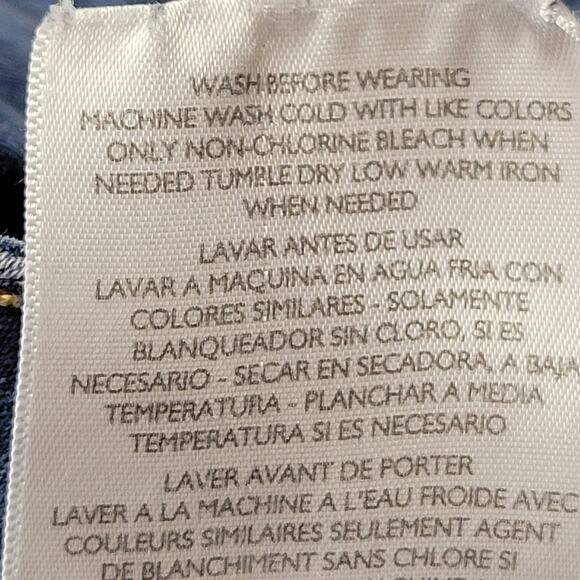 WASH BEFORE WEARING
MACHINE WASH COLD WITH LIKE COLORS
ONLY NON-CHLORINE BLEACH WHEN
NEEDED TUMBLE DRY LOW WARM IRON
WHEN NEEDED
LAVAR ANTES DE USAR
LAVAR A MAQUINA EN AGUA FRIA CON
COLORES SIMILARES - SOLAMENTE
BLANQUEADOR SIN CLORO, SI ES
NECESARIO - SECAR EN SECADORA, A BAJA
TEMPERATURA - PLANCHAR A MEDIA
TEMPERATURA SI ES NECESARIO
LAVER AVANT DE PORTER
LAVER A LA MACHINE A L'EAU FROIDE AVEC
COULEURS SIMILAIRES SEULEMENT AGENT
DE BLANCHIMENT SANS CHLORE SI